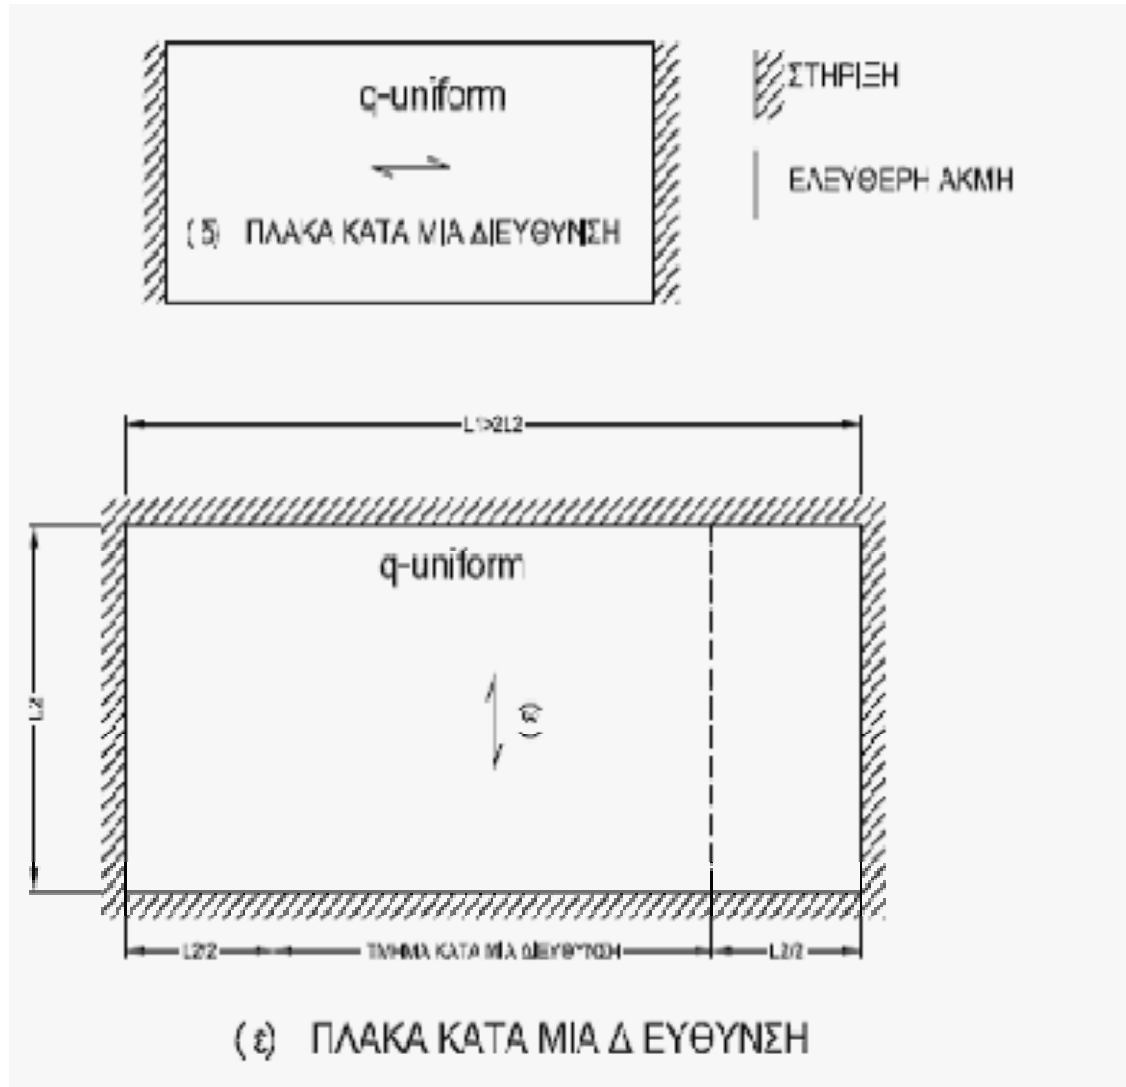 q-uniform
(δ) ΠΛΑΚΑ ΚΑΤΑ ΜΙΑ ΔΙΕΥΘΥΝΣΗ
ΣΤΗΡΙΞΗ
ΕΛΕΥΘΕΡΗ ΑΚΜΗ
L1>2L2
q-uniform
L2
(ε)
L2/2
ΤΜΗΜΑ ΚΑΤΑ ΜΙΑ ΔΙΕΥΘΥΝΣΗ
L2/2
(ε) ΠΛΑΚΑ ΚΑΤΑ ΜΙΑ Δ ΕΥΘΥΝΣΗ